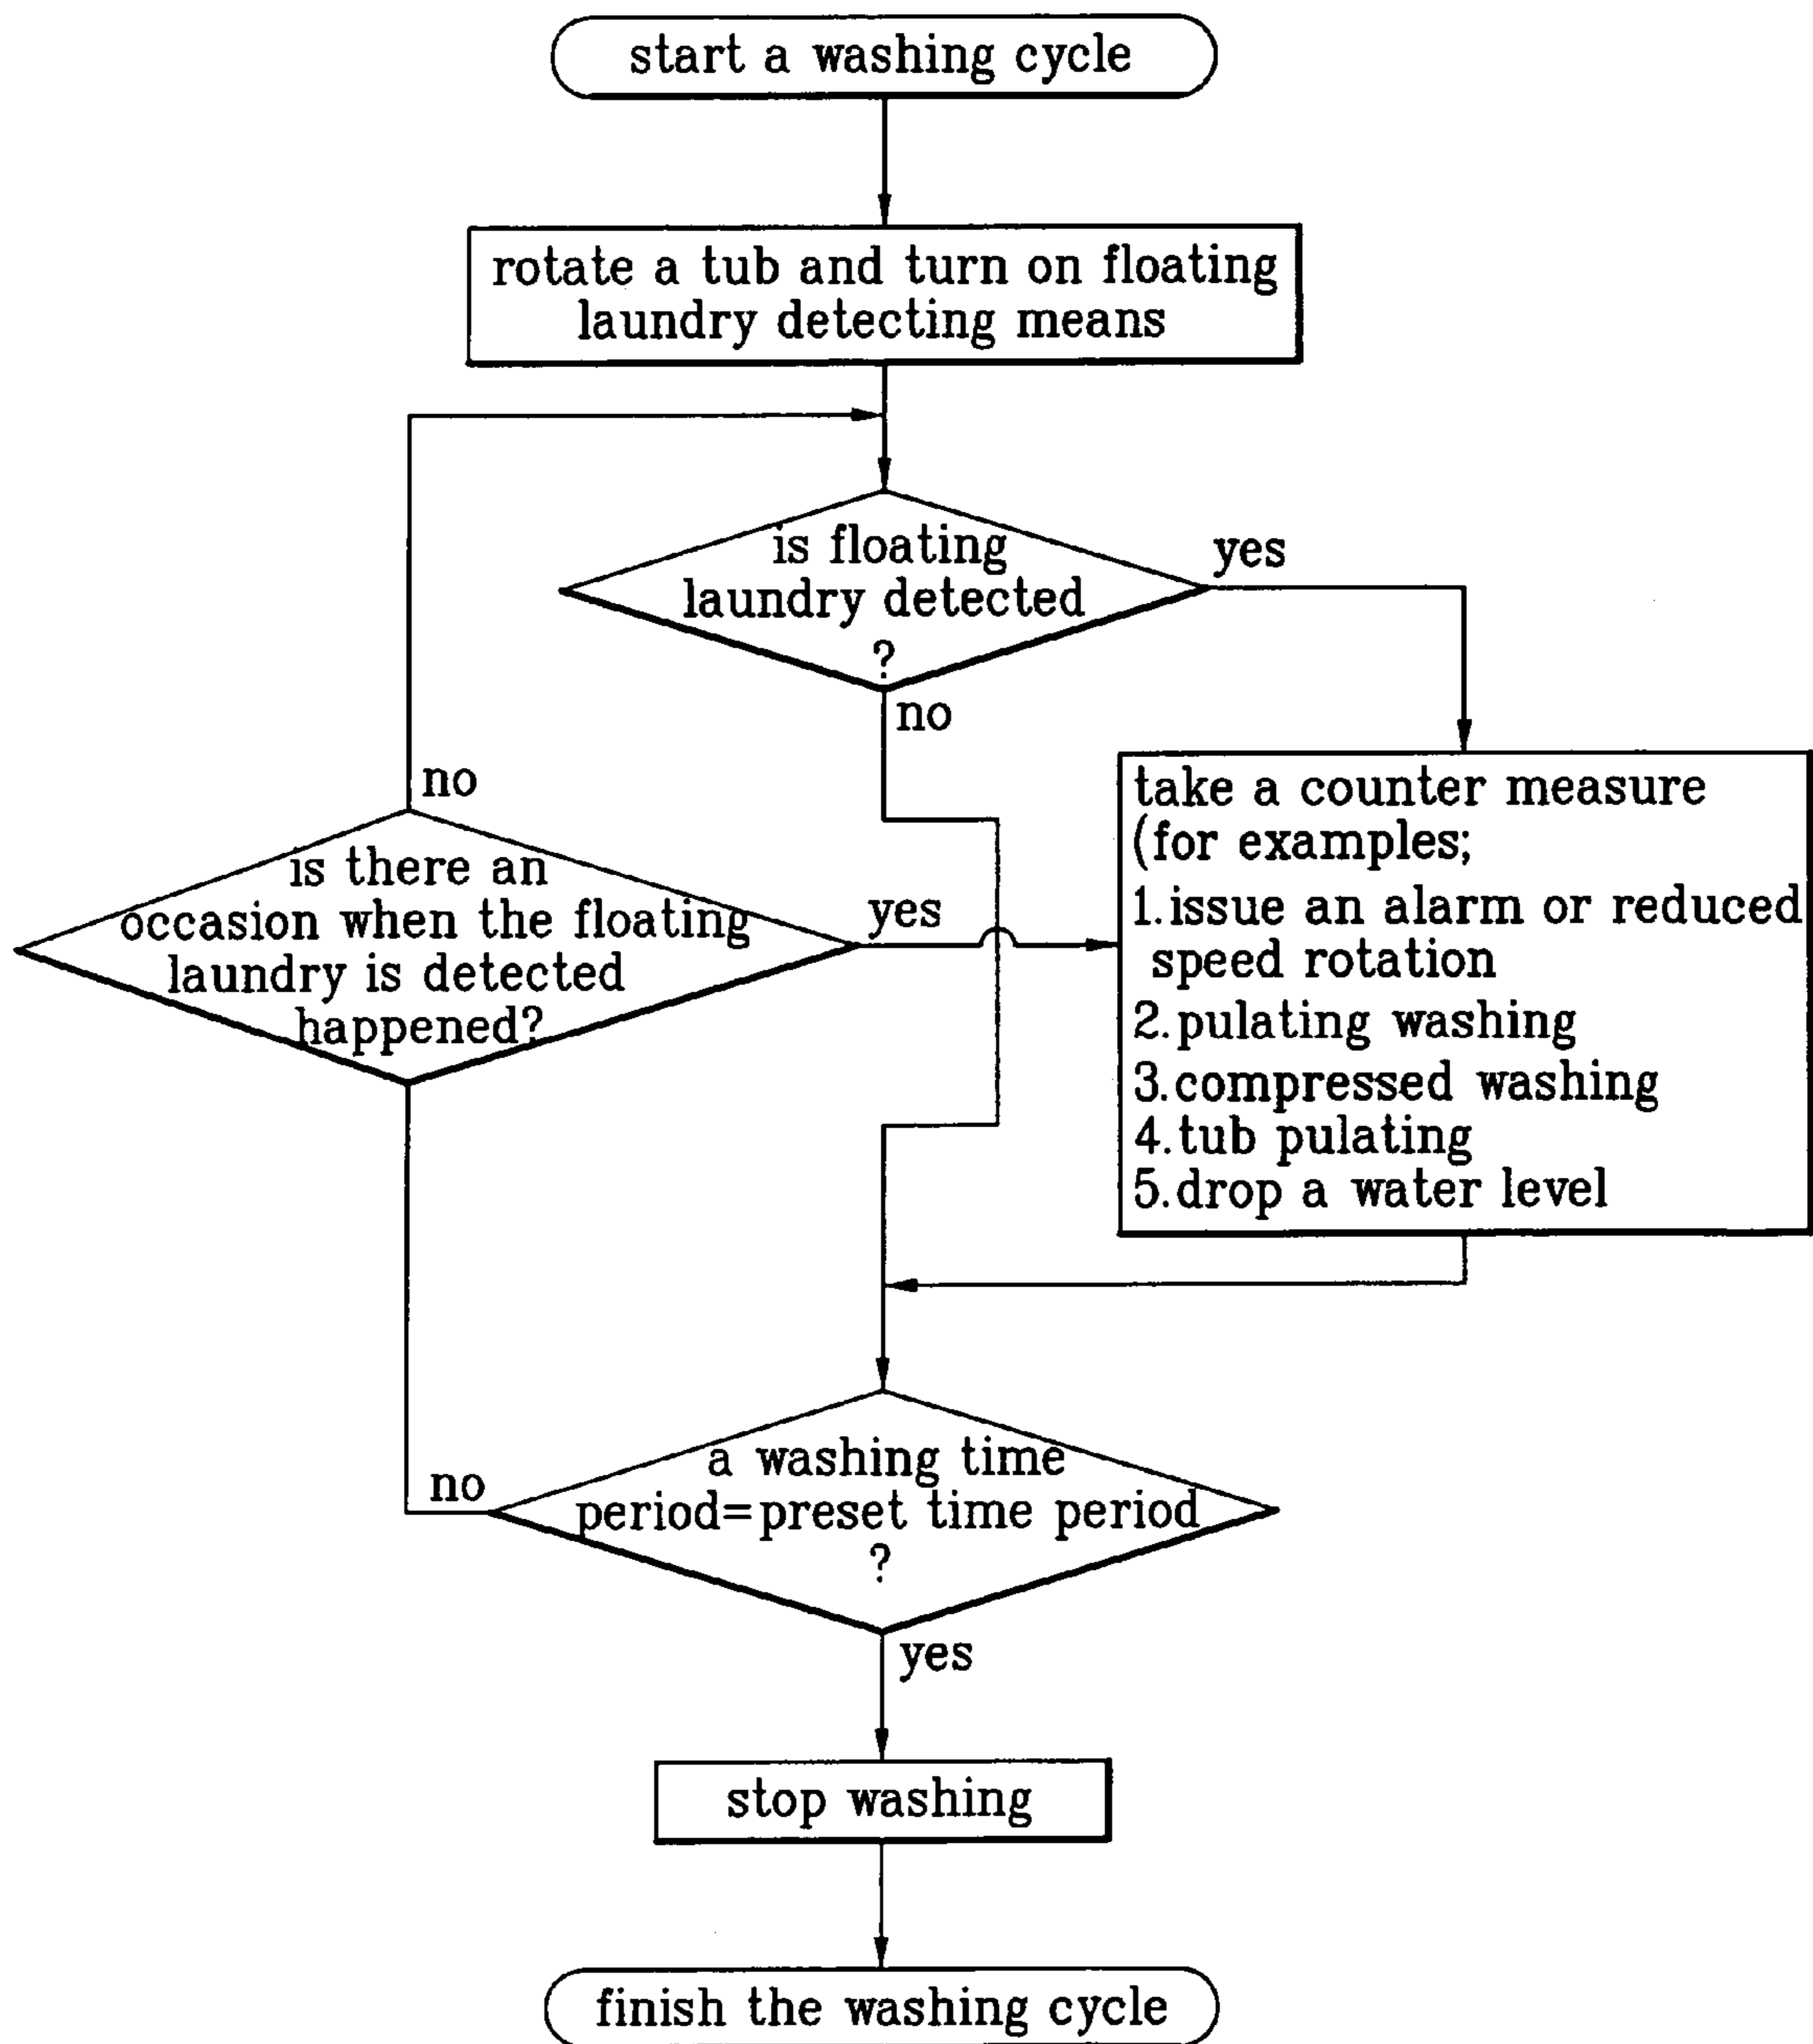 start a washing cycle
rotate a tub and turn on floating
laundry detecting means
is floating
laundry detected
?
yes
no
no
is there an
occasion when the floating
laundry is detected
happened?
yes
take a counter measure
(for examples;
1.issue an alarm or reduced
speed rotation
2.pulating washing
3.compressed washing
4.tub pulating
5.drop a water level
a washing time
period=preset time period
?
no
yes
stop washing
finish the washing cycle